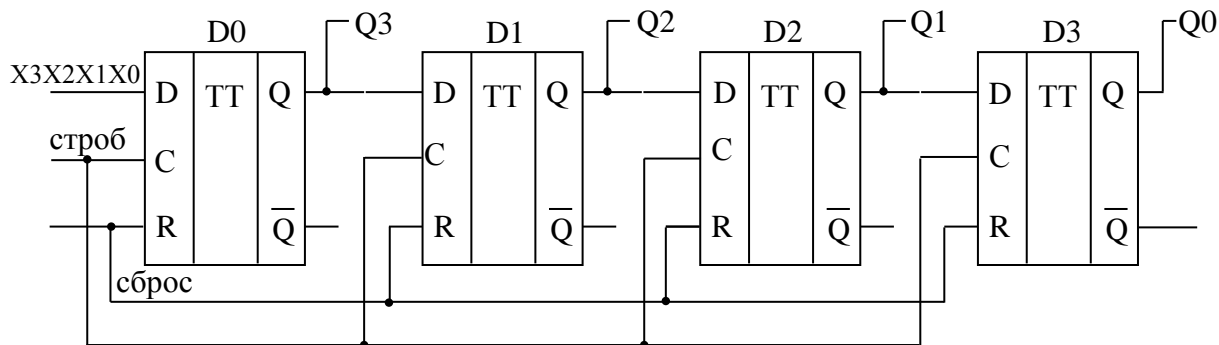 D0 Q3 D1 Q2 D2 Q1 D3 Q0
X3X2X1X0 D TT Q D TT Q D TT Q D TT Q
строб C C C C
R Q̅ R Q̅ R Q̅ R Q̅
сброс